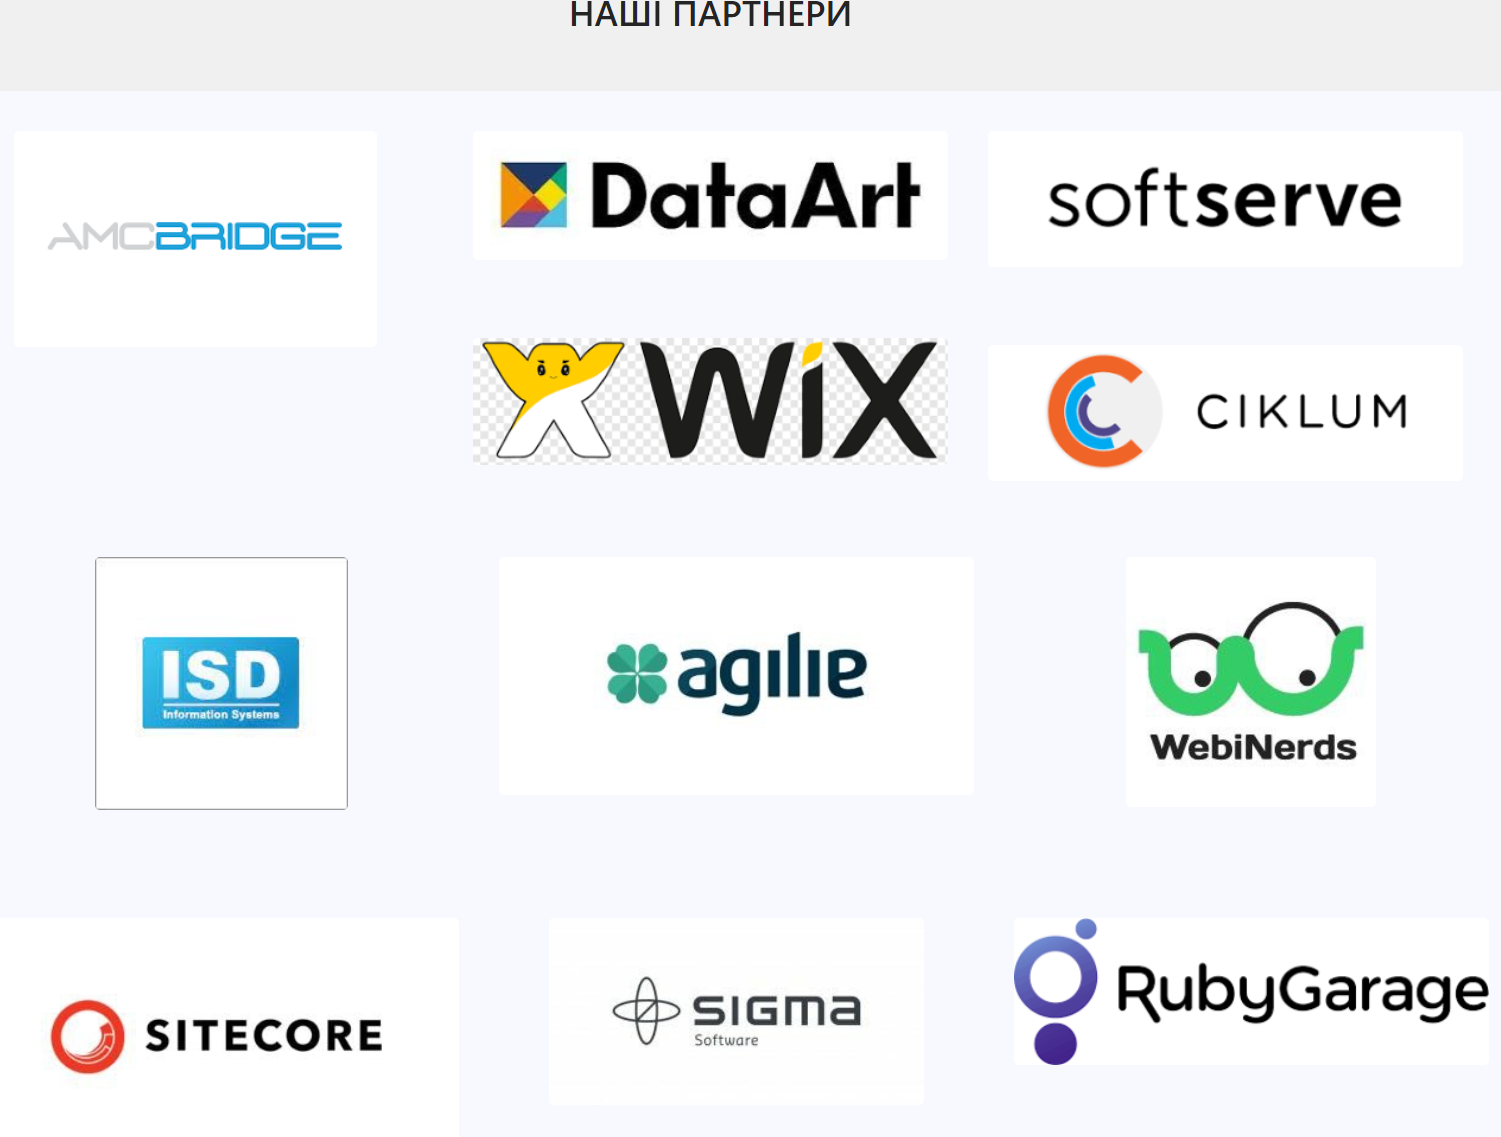 НАШІ ПАРТНЕРИ
AMCBRIDGE
DataArt
softserve
WiX
CIKLUM
ISD
Information Systems
agilie
WebiNerds
SITECORE
SIGMA
Software
RubyGarage